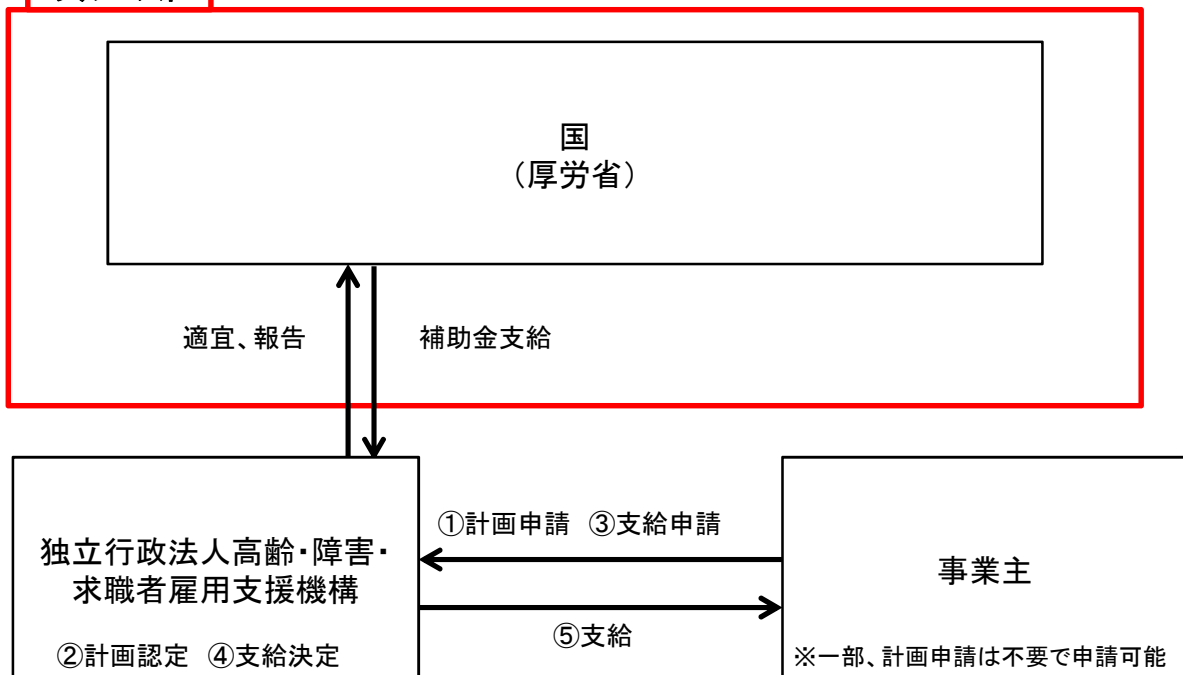 国
(厚労省)
適宜、報告
補助金支給
①計画申請 ③支給申請
独立行政法人高齢・障害・
求職者雇用支援機構
事業主
⑤支給
②計画認定 ④支給決定
※一部、計画申請は不要で申請可能